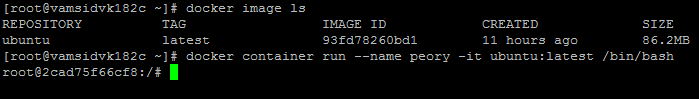 [root@vamsidvk182c ~]# docker image ls
REPOSITORY TAG IMAGE ID CREATED SIZE
ubuntu latest 93fd78260bd1 11 hours ago 86.2MB
[root@vamsidvk182c ~]# docker container run --name peory -it ubuntu:latest /bin/bash
root@2cad75f66cf8:/#